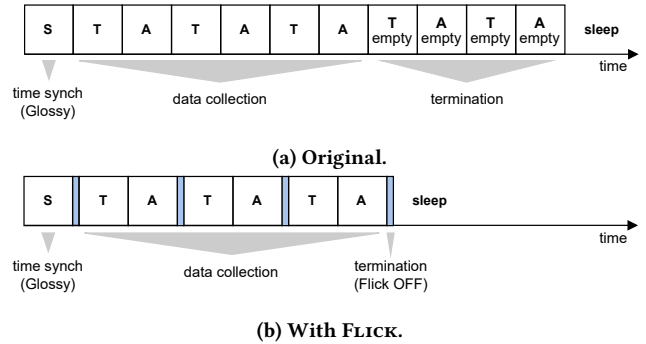 S T A T A T A T empty A empty T empty A empty sleep
time
time synch (Glossy)
data collection
termination
(a) Original.
S T A T A T A sleep
time
time synch (Glossy)
data collection
termination (Flick OFF)
(b) With FLICK.